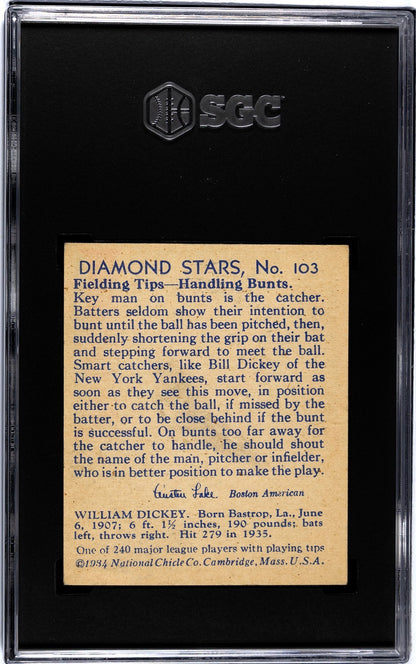 SGC
DIAMOND STARS, No. 103
Fielding Tips—Handling Bunts.
Key man on bunts is the catcher.
Batters seldom show their intention to
bunt until the ball has been pitched, then,
suddenly shortening the grip on their bat
and stepping forward to meet the ball.
Smart catchers, like Bill Dickey of the
New York Yankees, start forward as
soon as they see this move, in position
either to catch the ball, if missed by the
batter, or to be close behind if the bunt
is successful. On bunts too far away for
the catcher to handle, he should shout
the name of the man, pitcher or infielder,
who is in better position to make the play.
Austen Lake Boston American
WILLIAM DICKEY. Born Bastrop, La., June
6, 1907; 6 ft. 1½ inches, 190 pounds; bats
left, throws right. Hit 279 in 1935.
One of 240 major league players with playing tips
©1934 National Chicle Co. Cambridge, Mass. U.S.A.